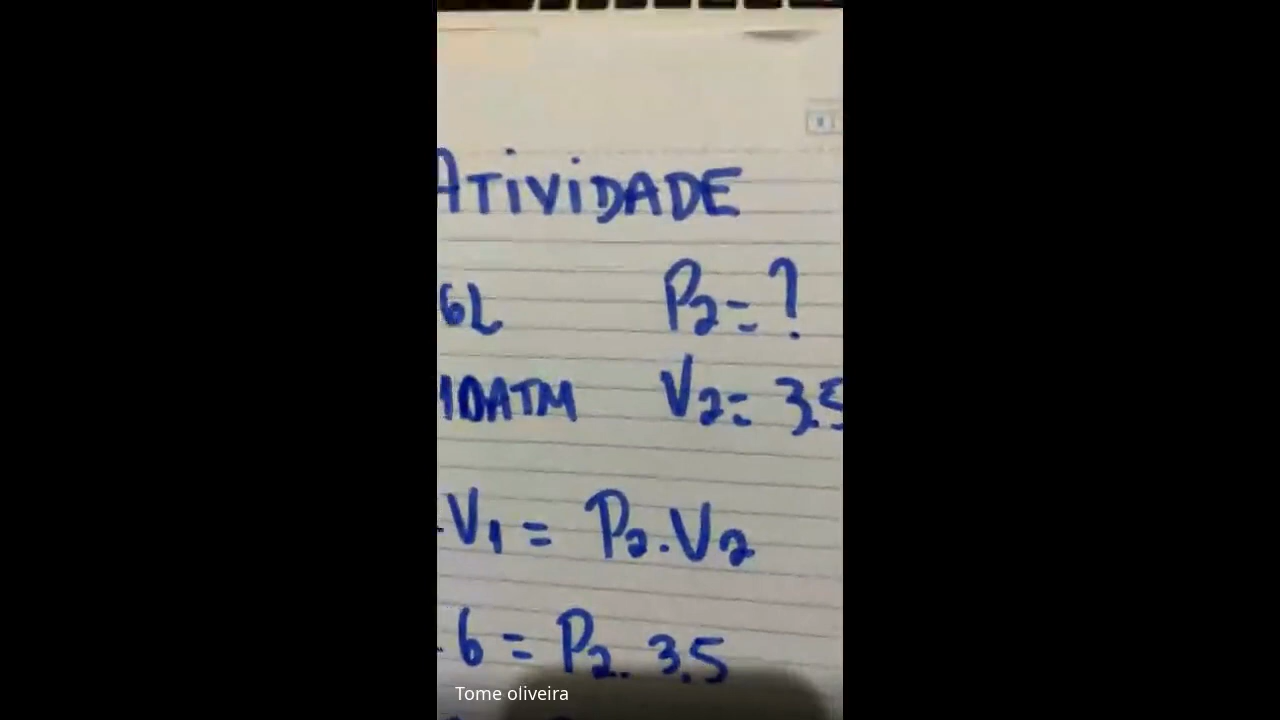 ATIVIDADE
6L P2=?
10ATM V2= 3.5
.V1 = P2.V2
.6 = P2. 3.5
Tome oliveira